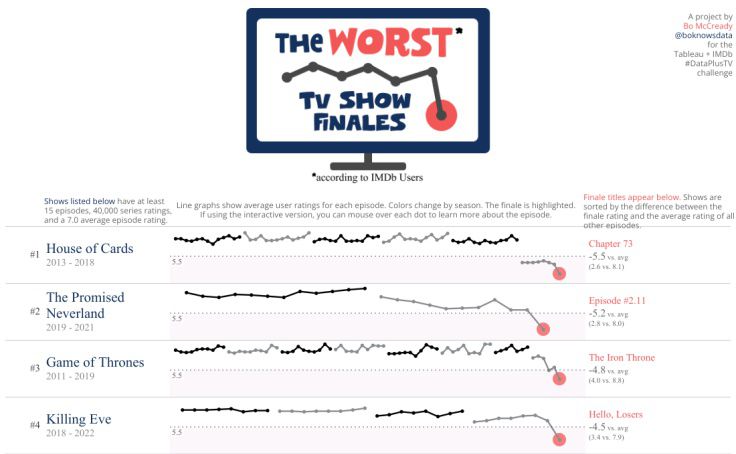 THE WORST*
TV SHOW
FINALES
*according to IMDb Users
A project by
Bo McCready
@boknowsdata
for the
Tableau + IMDb
#DataPlusTV
challenge
Shows listed below have at least
15 episodes, 40,000 series ratings,
and a 7.0 average episode rating.
Line graphs show average user ratings for each episode. Colors change by season. The finale is highlighted.
If using the interactive version, you can mouse over each dot to learn more about the episode.
Finale titles appear below. Shows are
sorted by the difference between the
finale rating and the average rating of all
other episodes.
#1 House of Cards
2013 - 2018
5.5
Chapter 73
-5.5 vs. avg
(2.6 vs. 8.1)
#2 The Promised
Neverland
2019 - 2021
5.5
Episode #2.11
-5.2 vs. avg
(2.8 vs. 8.0)
#3 Game of Thrones
2011 - 2019
5.5
The Iron Throne
-4.8 vs. avg
(4.0 vs. 8.8)
#4 Killing Eve
2018 - 2022
5.5
Hello, Losers
-4.5 vs. avg
(3.4 vs. 7.9)